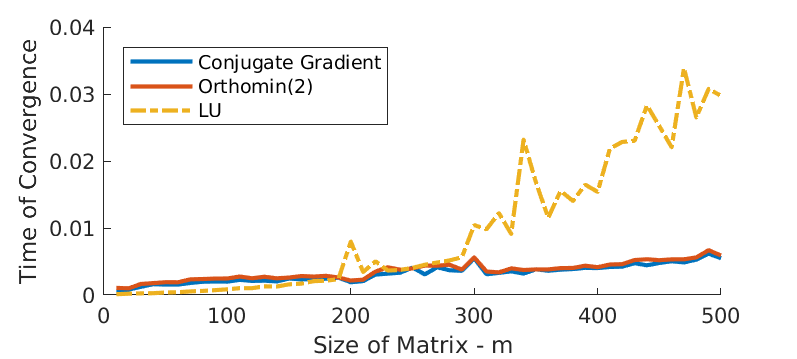 0.04
0.03
0.02
0.01
0
Time of Convergence
Conjugate Gradient
Orthomin(2)
LU
0 100 200 300 400 500
Size of Matrix - m